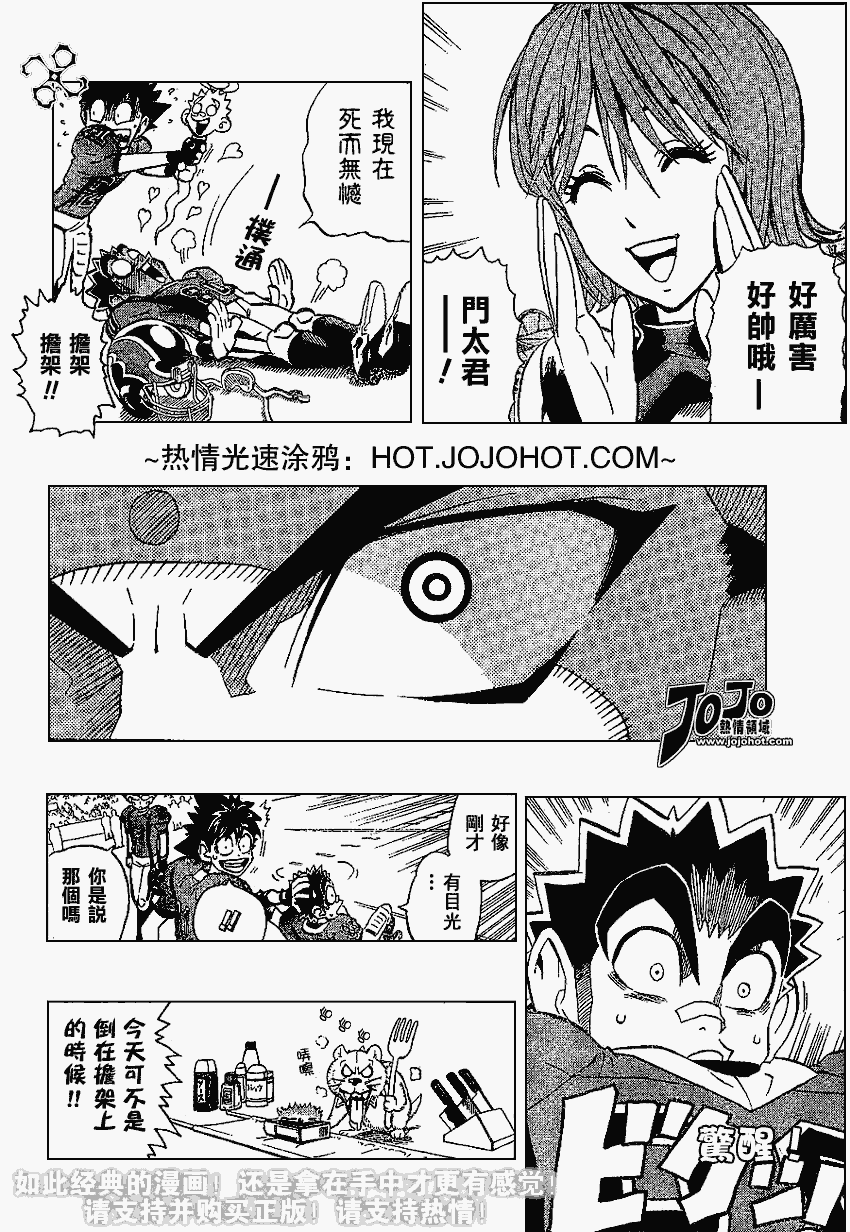 好厲害
好帥哦ー
門太君
ー！
我現在
死而無憾
ー撲通
擔架
擔架!!
~热情光速涂鸦：HOT.JOJOHOT.COM~
JOJO
熱情領域
www.jojohot.com
好像
剛才
有目光
…
!!
你是說
那個嗎
驚醒
ビク
今天可不是
倒在擔架上
的時候!!
如此经典的漫画！还是拿在手中才更有感觉！
请支持并购买正版！请支持热情！